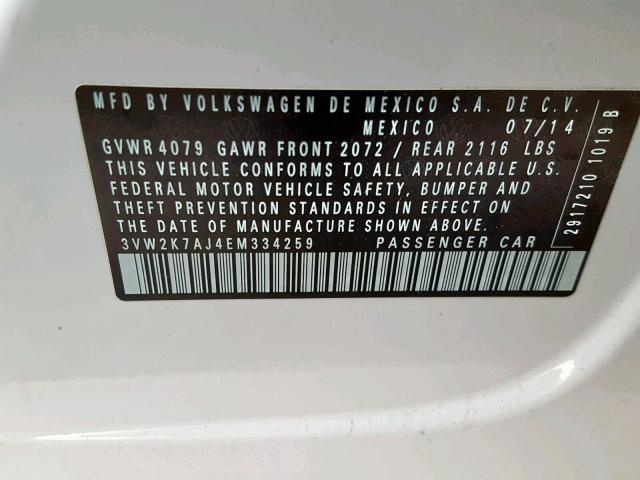 MFD BY VOLKSWAGEN DE MEXICO S.A. DE C.V.
MEXICO 07/14
GVWR 4079 GAWR FRONT 2072 / REAR 2116 LBS
THIS VEHICLE CONFORMS TO ALL APPLICABLE U.S.
FEDERAL MOTOR VEHICLE SAFETY, BUMPER AND
THEFT PREVENTION STANDARDS IN EFFECT ON THE
DATE OF MANUFACTURE SHOWN ABOVE.
3VW2K7AJ4EM334259 PASSENGER CAR
2917210 1019 B